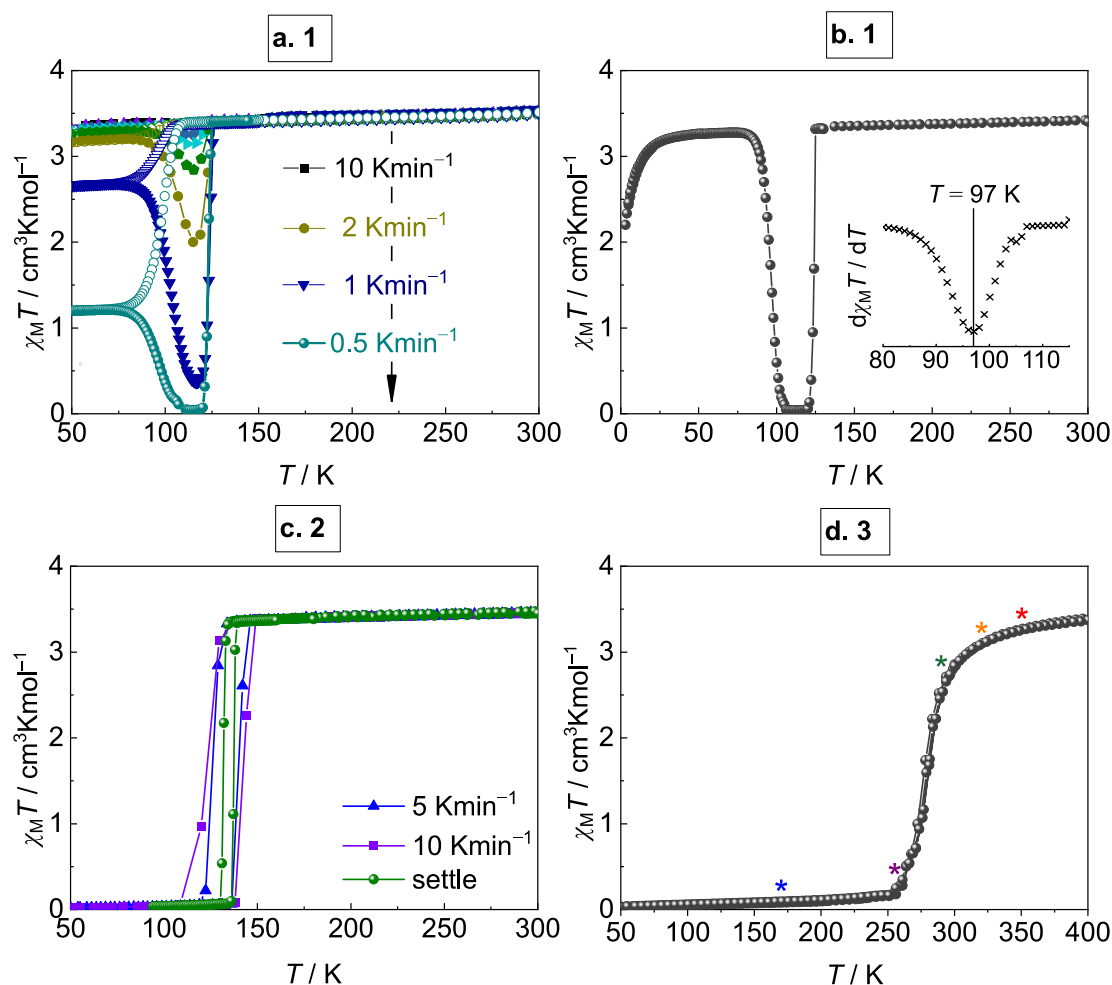 a. 1
4
3
2
1
0
50 100 150 200 250 300
χMT / cm³Kmol⁻¹
T / K
10 Kmin⁻¹
2 Kmin⁻¹
1 Kmin⁻¹
0.5 Kmin⁻¹
b. 1
4
3
2
1
0
0 50 100 150 200 250 300
χMT / cm³Kmol⁻¹
T / K
T = 97 K
dχMT / dT
80 90 100 110
c. 2
4
3
2
1
0
50 100 150 200 250 300
χMT / cm³Kmol⁻¹
T / K
5 Kmin⁻¹
10 Kmin⁻¹
settle
d. 3
4
3
2
1
0
50 100 150 200 250 300 350 400
χMT / cm³Kmol⁻¹
T / K
* * * * *